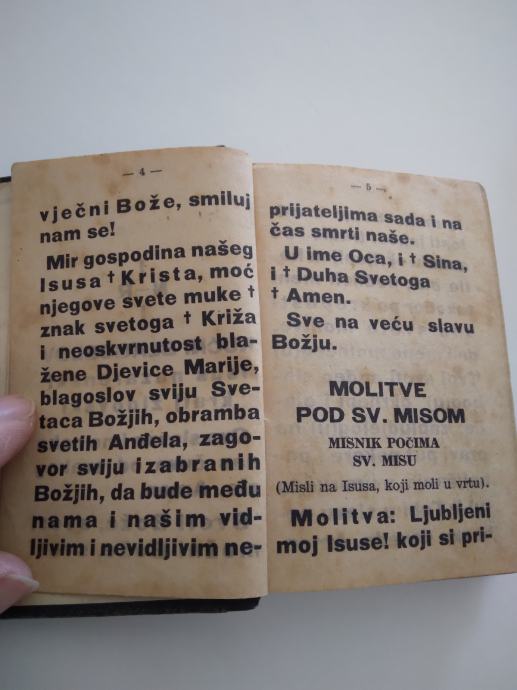 — 4 —
vječni Bože, smiluj
nam se!
Mir gospodina našeg
Isusa † Krista, moć
njegove svete muke †
znak svetoga † Križa
i neoskvrnutost bla-
žene Djevice Marije,
blagoslov sviju Sve-
taca Božjih, obramba
svetih Anđela, zago-
vor sviju izabranih
Božjih, da bude među
nama i našim vid-
ljivim i nevidljivim ne-
— 5 —
prijateljima sada i na
čas smrti naše.
U ime Oca, i † Sina,
i † Duha Svetoga
† Amen.
Sve na veću slavu
Božju.
MOLITVE
POD SV. MISOM
MISNIK POČIMA
SV. MISU
(Misli na Isusa, koji moli u vrtu).
Molitva: Ljubljeni
moj Isuse! koji si pri-